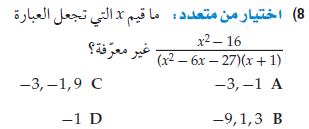 8) اختيار من متعدد: ما قيم x التي تجعل العبارة
\frac{x² − 16}{(x² − 6x − 27)(x + 1)} غير معرّفة؟
−3, −1 A
−3, −1, 9 C
−9, 1, 3 B
−1 D